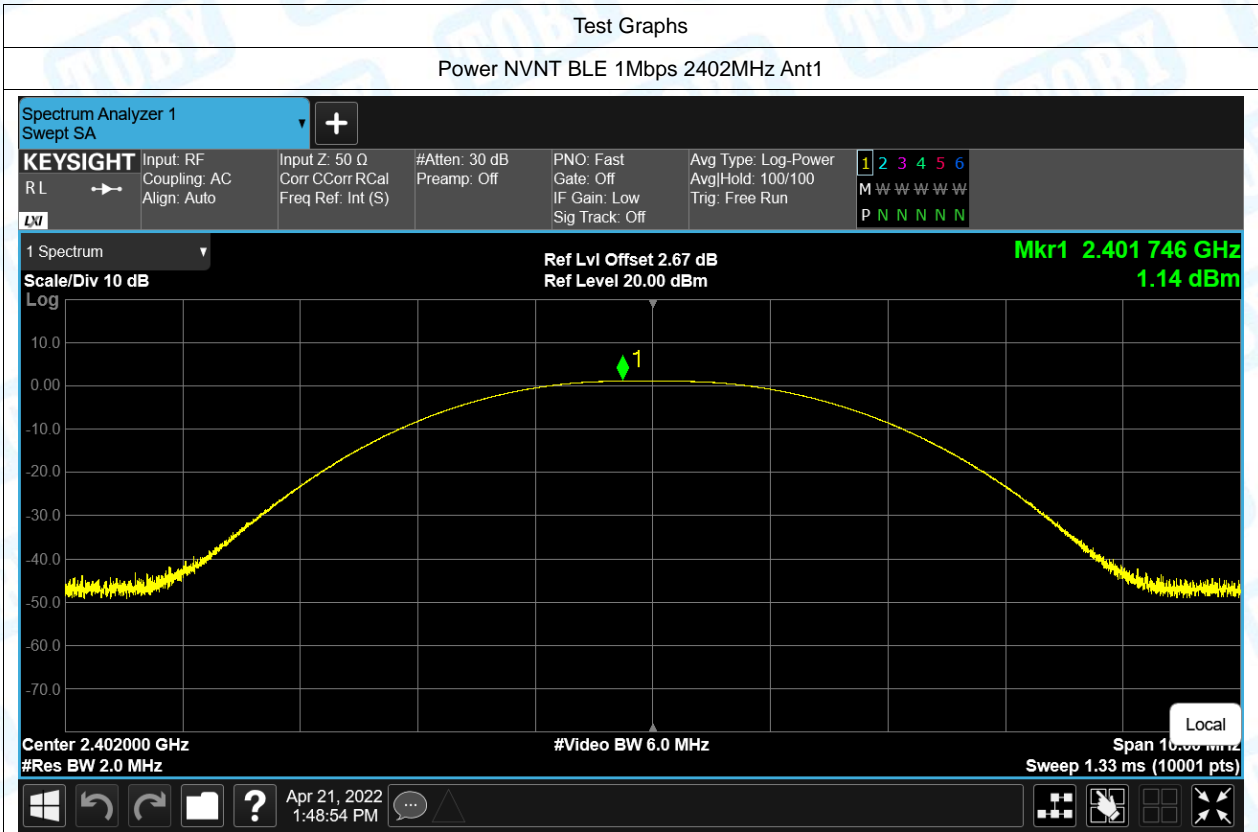 Test Graphs
Power NVNT BLE 1Mbps 2402MHz Ant1
Spectrum Analyzer 1
Swept SA
KEYSIGHT
R L
LXI
Input: RF
Coupling: AC
Align: Auto
Input Z: 50 Ω
Corr CCorr RCal
Freq Ref: Int (S)
#Atten: 30 dB
Preamp: Off
PNO: Fast
Gate: Off
IF Gain: Low
Sig Track: Off
Avg Type: Log-Power
Avg|Hold: 100/100
Trig: Free Run
1 2 3 4 5 6
M W W W W W
P N N N N N
1 Spectrum
Scale/Div 10 dB
Ref Lvl Offset 2.67 dB
Ref Level 20.00 dBm
Mkr1 2.401 746 GHz
1.14 dBm
Log
10.0
0.00
-10.0
-20.0
-30.0
-40.0
-50.0
-60.0
-70.0
1
Local
Center 2.402000 GHz
#Res BW 2.0 MHz
#Video BW 6.0 MHz
Span 10.00 MHz
Sweep 1.33 ms (10001 pts)
?
Apr 21, 2022
1:48:54 PM
TOBY